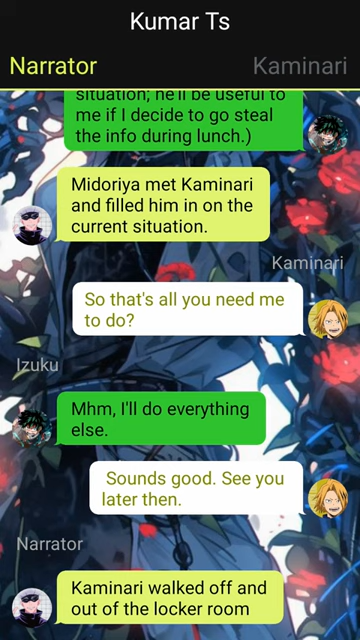 Kumar Ts
Narrator
Kaminari
situation; he'll be useful to
me if I decide to go steal
the info during lunch.)
Midoriya met Kaminari
and filled him in on the
current situation.
Kaminari
So that's all you need me
to do?
Izuku
Mhm, I'll do everything
else.
Sounds good. See you
later then.
Narrator
Kaminari walked off and
out of the locker room